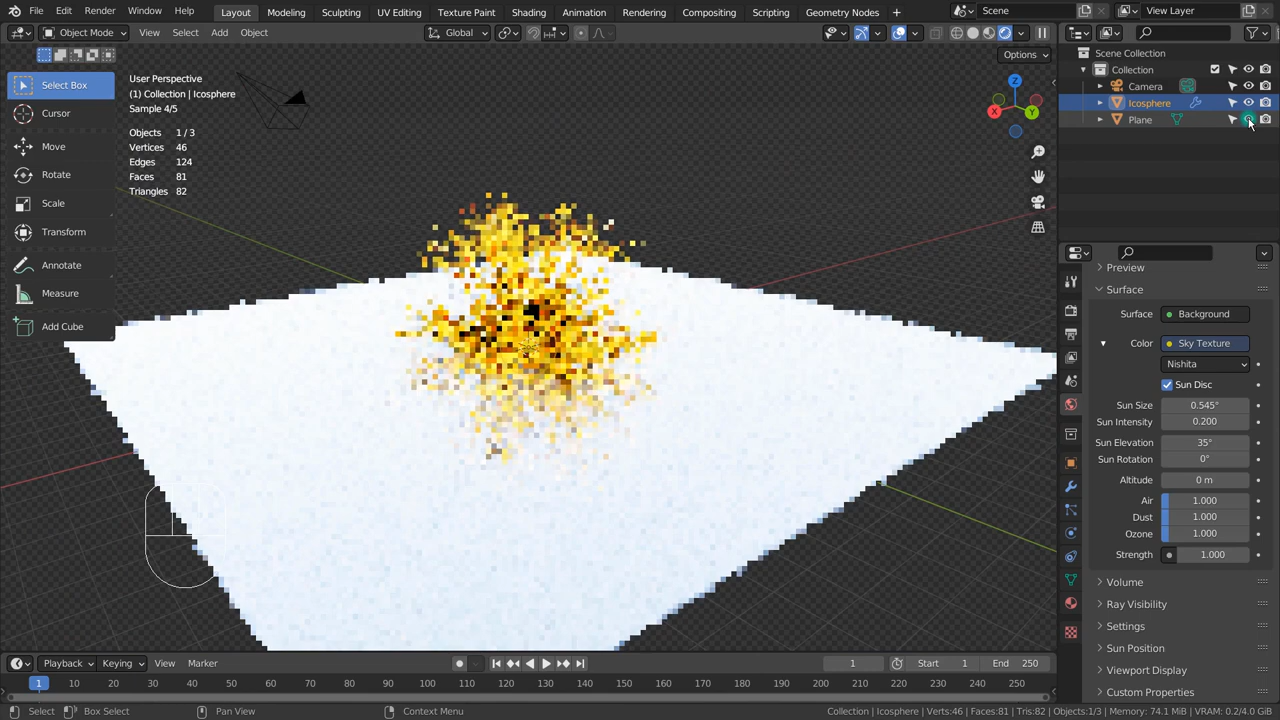 File Edit Render Window Help Layout Modeling Sculpting UV Editing Texture Paint Shading Animation Rendering Compositing Scripting Geometry Nodes + Scene View Layer
Object Mode View Select Add Object Global
Options
Select Box
Cursor
Move
Rotate
Scale
Transform
Annotate
Measure
Add Cube
User Perspective
(1) Collection | Icosphere
Sample 4/5
Objects 1 / 3
Vertices 46
Edges 124
Faces 81
Triangles 82
Z
X
Y
Scene Collection
Collection
Camera
Icosphere
Plane
Preview
Surface
Surface Background
Color Sky Texture
Nishita
Sun Disc
Sun Size 0.545°
Sun Intensity 0.200
Sun Elevation 35°
Sun Rotation 0°
Altitude 0 m
Air 1.000
Dust 1.000
Ozone 1.000
Strength 1.000
Volume
Ray Visibility
Settings
Sun Position
Viewport Display
Custom Properties
Playback Keying View Marker 1 Start 1 End 250
1 10 20 30 40 50 60 70 80 90 100 110 120 130 140 150 160 170 180 190 200 210 220 230 240 250
Select Box Select Pan View Context Menu Collection | Icosphere | Verts:46 | Faces:81 | Tris:82 | Objects:1/3 | Memory: 74.1 MiB | VRAM: 0.2/4.0 GiB